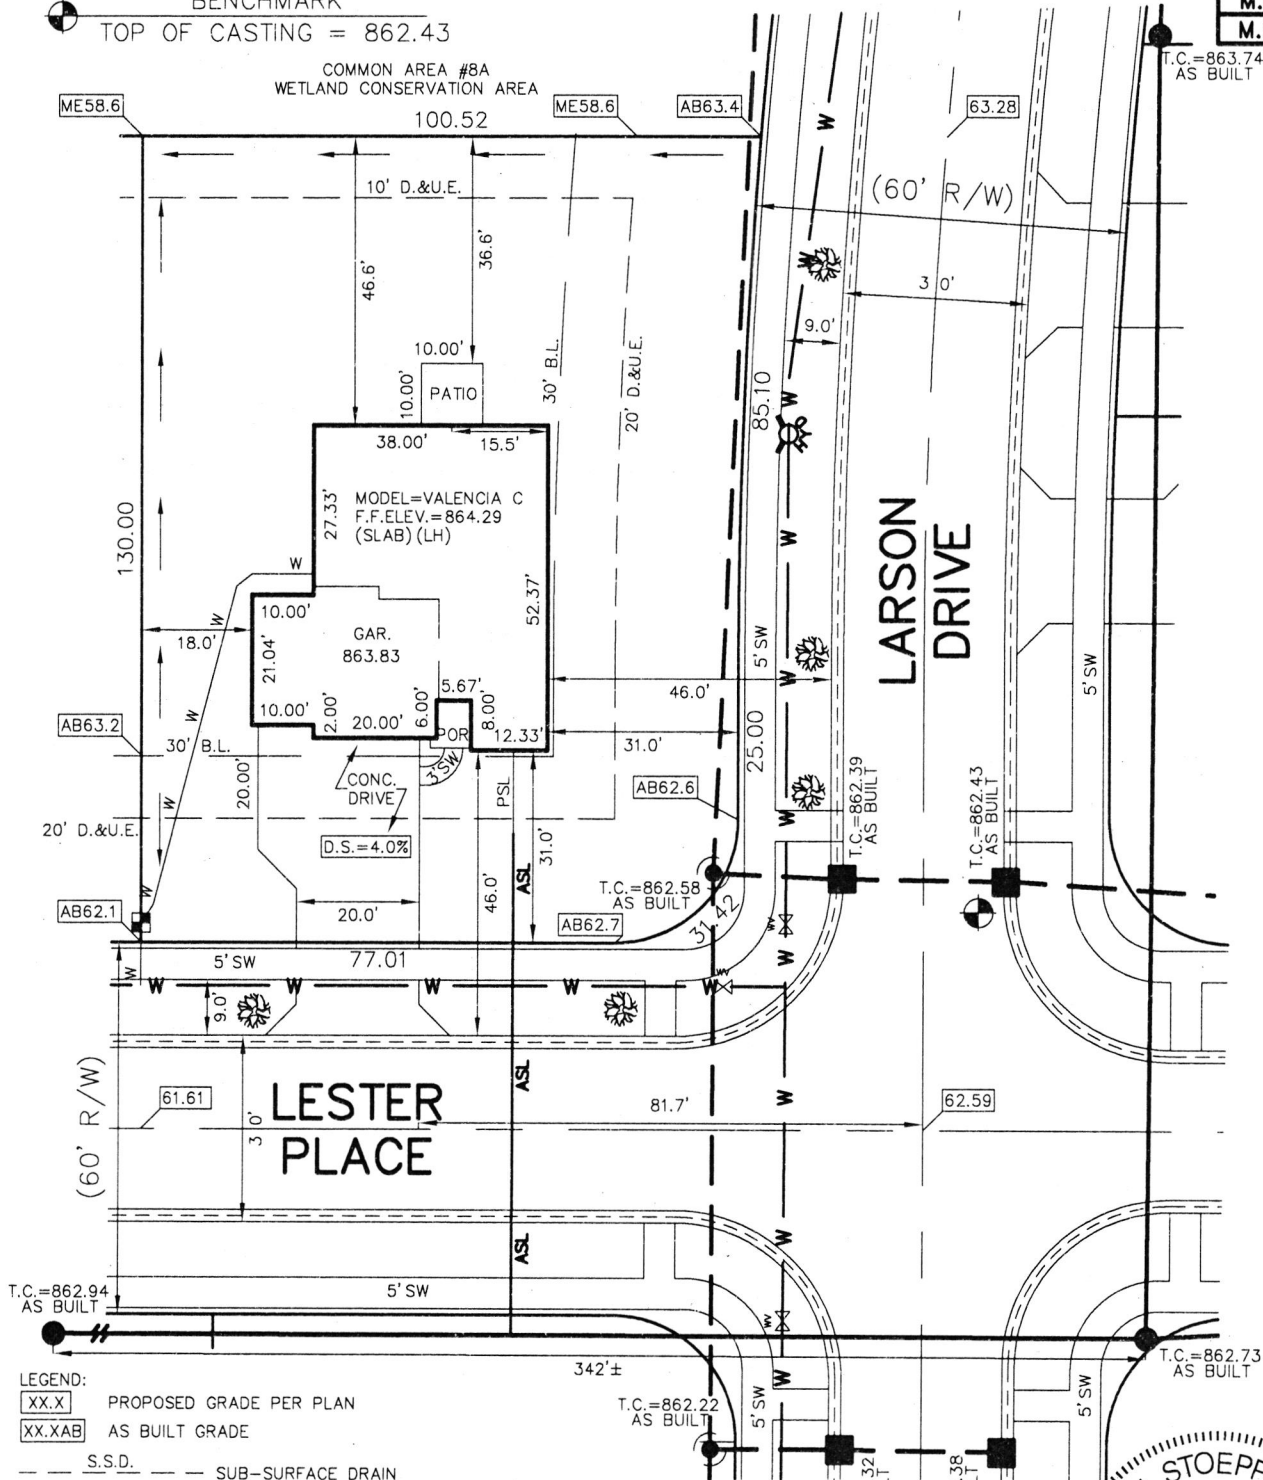 BENCHMARK
TOP OF CASTING = 862.43
M.
M.
T.C.=863.74
AS BUILT
COMMON AREA #8A
WETLAND CONSERVATION AREA
ME58.6
100.52
ME58.6
AB63.4
63.28
W
(60' R/W)
10' D.&U.E.
46.6'
36.6'
W
3 0'
9.0'
10.00'
10.00'
PATIO
30' B.L.
20' D.&U.E.
85.10
W
38.00'
15.5'
130.00
27.33'
MODEL=VALENCIA C
F.F.ELEV.=864.29
(SLAB)(LH)
W
LARSON
DRIVE
W
10.00'
52.37'
W
18.0'
GAR.
863.83
21.04'
5' SW
5' SW
W
46.0'
5.67'
10.00'
2.00'
20.00'
6.00'
8.00'
POR
12.33'
31.0'
25.00
W
AB63.2
30' B.L.
3'SW
20.00'
CONC.
DRIVE
PSL
AB62.6
W
T.C.=862.39
AS BUILT
T.C.=862.43
AS BUILT
W
20' D.&U.E.
D.S.=4.0%
31.0'
W
T.C.=862.58
AS BUILT
ASL
46.0'
20.0'
AB62.1
AB62.7
31.42
WV
W
5' SW
77.01
W
WV
W
W
W
W
W
9.0'
(60' R/W)
61.61
3 0'
LESTER
PLACE
ASL
81.7'
62.59
W
W
ASL
5' SW
T.C.=862.94
AS BUILT
WV
342'±
T.C.=862.73
AS BUILT
W
LEGEND:
XX.X PROPOSED GRADE PER PLAN
XX.XAB AS BUILT GRADE
S.S.D.
SUB-SURFACE DRAIN
T.C.=862.22
AS BUILT
5' SW
5' SW
32
T
38
T
STOEPP